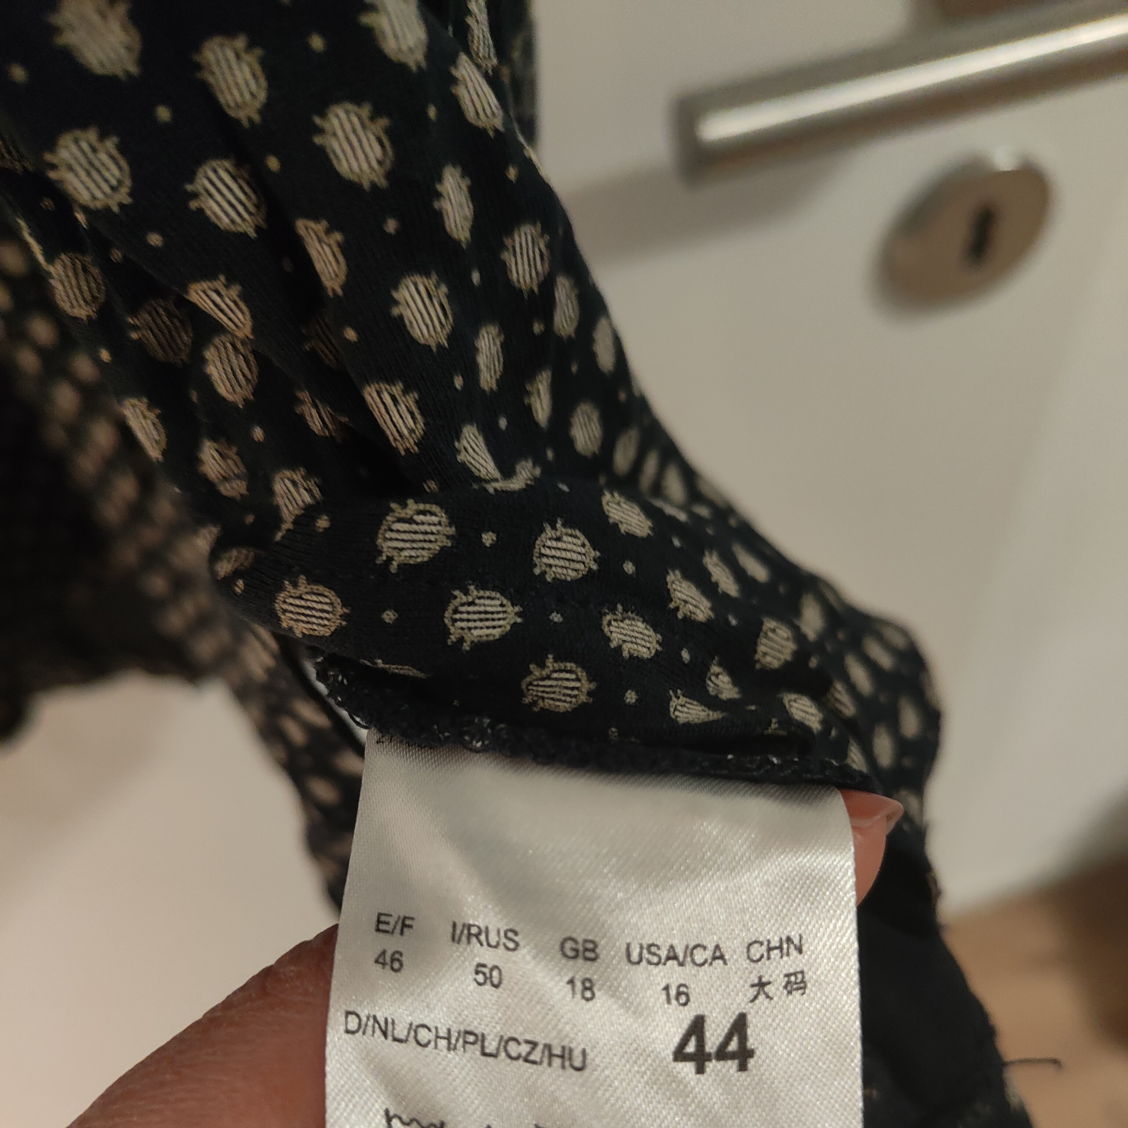 E/F I/RUS GB USA/CA CHN
46 50 18 16 大码
D/NL/CH/PL/CZ/HU 44